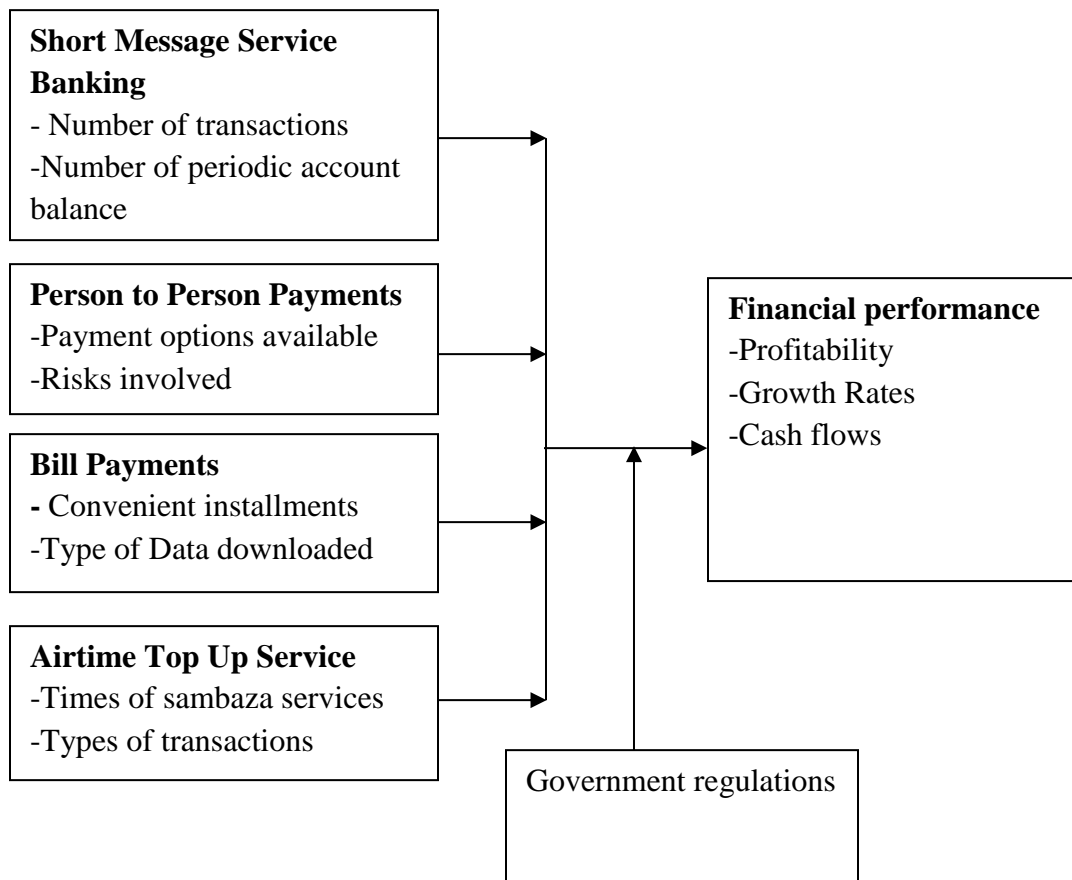 Short Message Service
Banking
- Number of transactions
-Number of periodic account
balance
Person to Person Payments
-Payment options available
-Risks involved
Bill Payments
- Convenient installments
-Type of Data downloaded
Airtime Top Up Service
-Times of sambaza services
-Types of transactions
Financial performance
-Profitability
-Growth Rates
-Cash flows
Government regulations